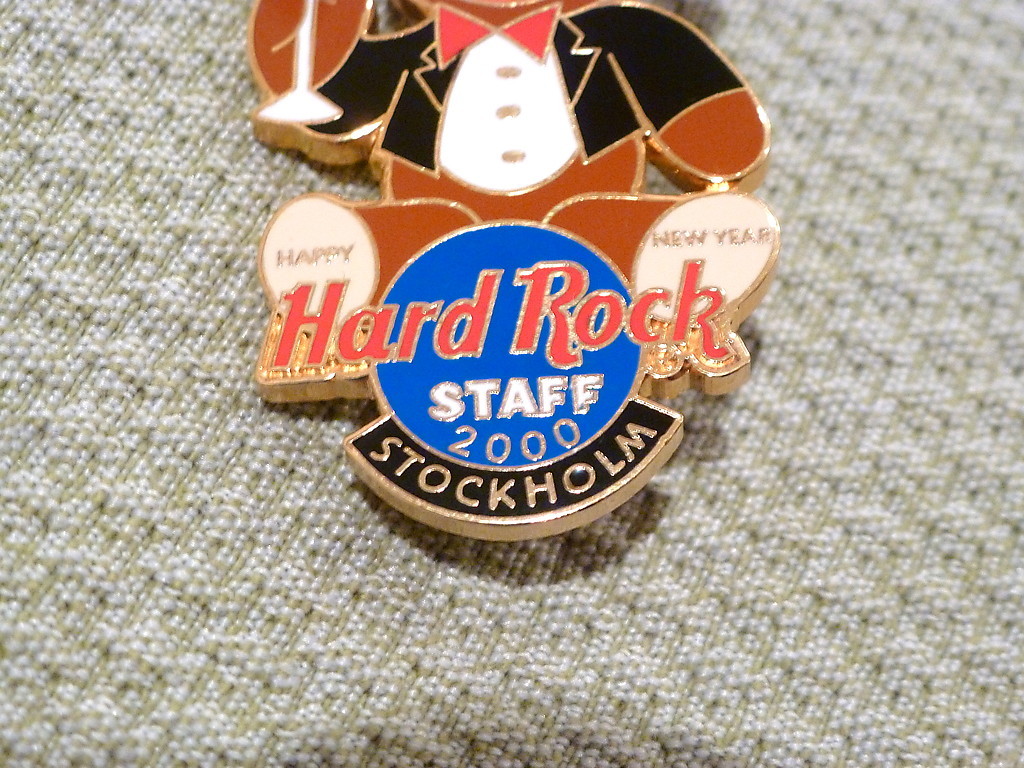 HAPPY
NEW YEAR
Hard Rock
STAFF
2000
STOCKHOLM